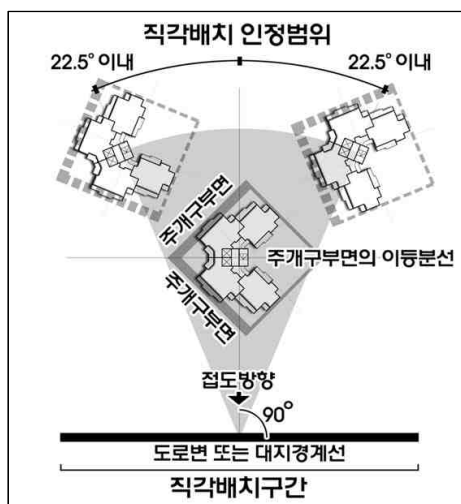 직각배치 인정범위
22.5° 이내
22.5° 이내
주개구부면
주개구부면의 이등분선
주개구부면
접도방향
90°
도로변 또는 대지경계선
직각배치구간